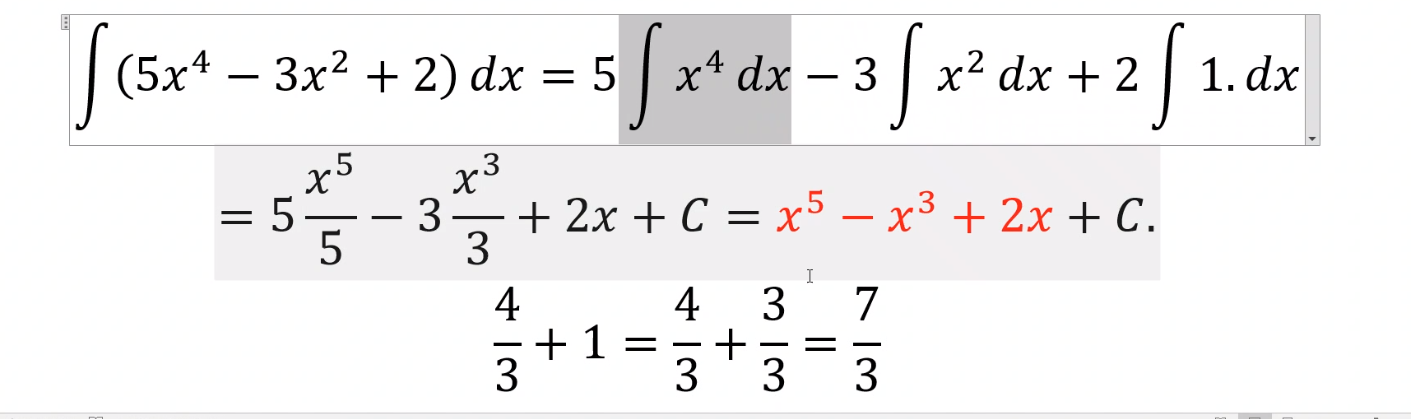 ∫ (5x⁴ − 3x² + 2) dx = 5 ∫ x⁴ dx − 3 ∫ x² dx + 2 ∫ 1. dx
= 5 x⁵/5 − 3 x³/3 + 2x + C = x⁵ − x³ + 2x + C.
4/3 + 1 = 4/3 + 3/3 = 7/3